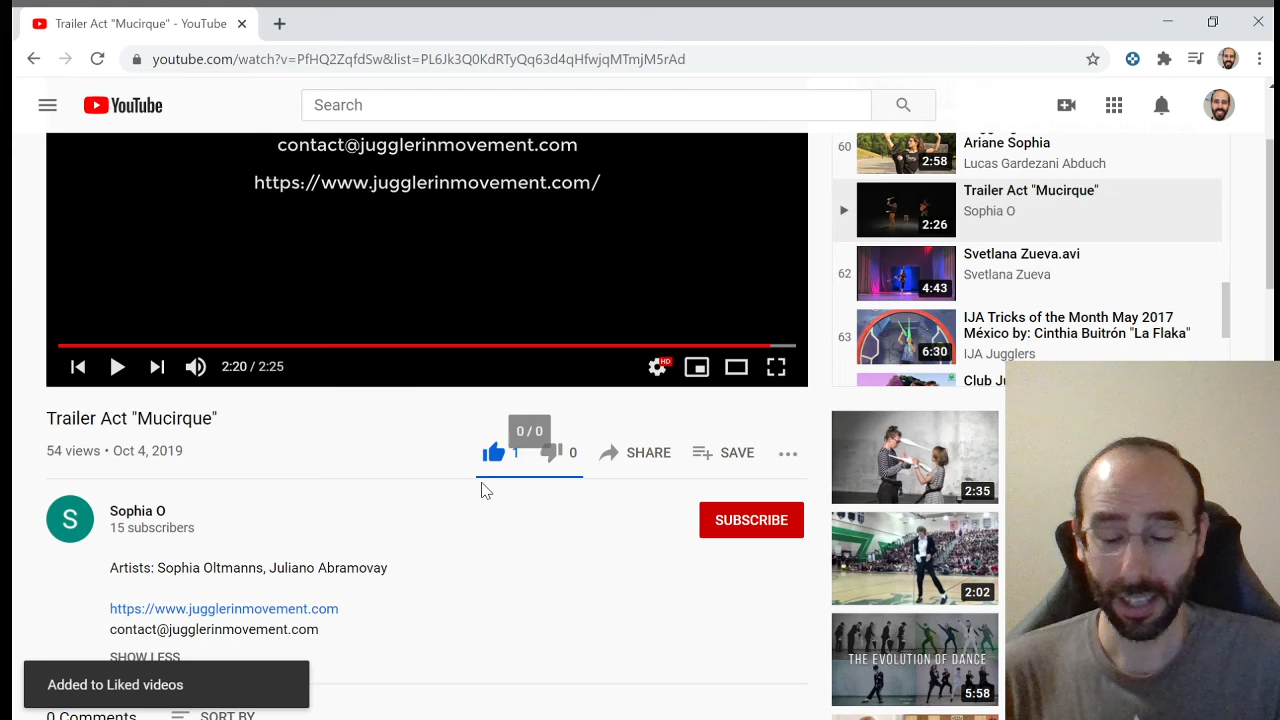 Trailer Act "Mucirque" - YouTube
youtube.com/watch?v=PfHQ2ZqfdSw&list=PL6Jk3Q0KdRTyQq63d4qHfwjqMTmjM5rAd
YouTube
Search
contact@jugglerinmovement.com
https://www.jugglerinmovement.com/
2:20 / 2:25
HD
Trailer Act "Mucirque"
54 views • Oct 4, 2019
0 / 0
1
0
SHARE
SAVE
S
Sophia O
15 subscribers
SUBSCRIBE
Artists: Sophia Oltmanns, Juliano Abramovay
https://www.jugglerinmovement.com
contact@jugglerinmovement.com
SHOW LESS
Added to Liked videos
0 Comments
SORT BY
60
2:58
Ariane Sophia
Lucas Gardezani Abduch
2:26
Trailer Act "Mucirque"
Sophia O
62
4:43
Svetlana Zueva.avi
Svetlana Zueva
63
6:30
IJA Tricks of the Month May 2017
México by: Cinthia Buitrón "La Flaka"
IJA Jugglers
2:35
2:02
THE EVOLUTION OF DANCE
5:58